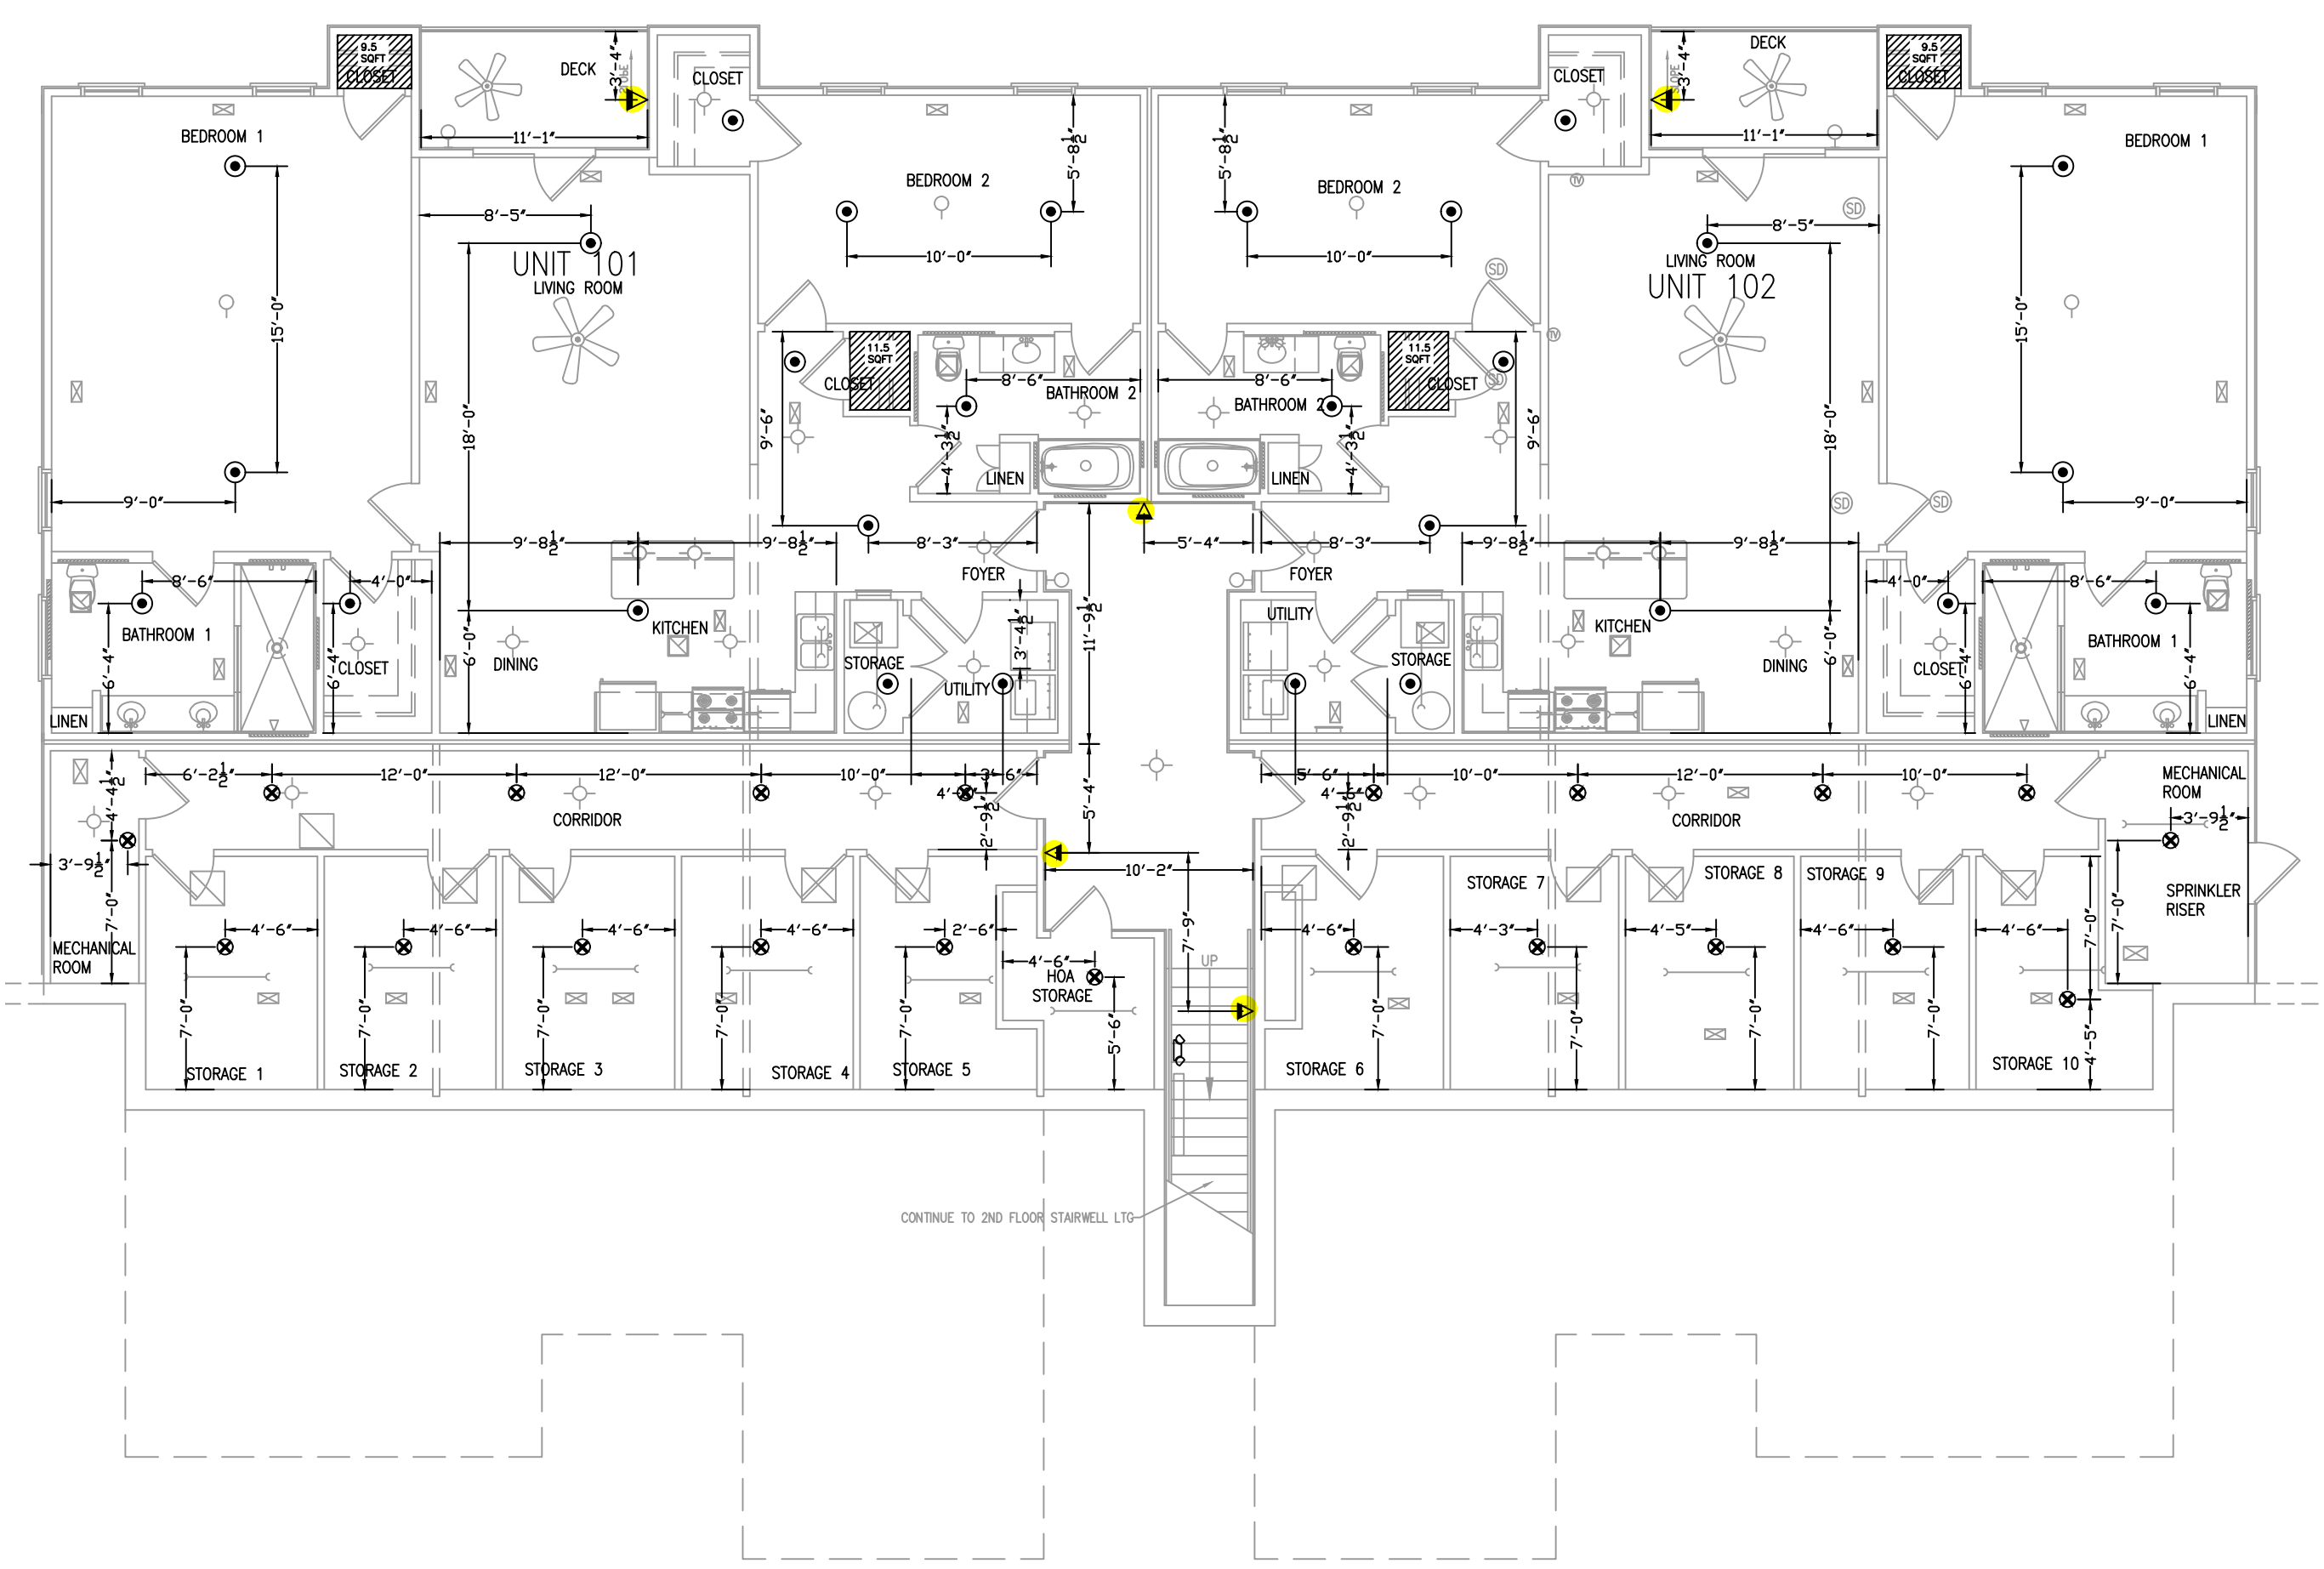 9.5
SQFT
CLOSET
DECK
3'-4"
CLOSET
CLOSET
3'-4"
SLOPE
DECK
9.5
SQFT
CLOSET
BEDROOM 1
11'-1"
5'-8½"
5'-8½"
11'-1"
BEDROOM 1
BEDROOM 2
BEDROOM 2
TV
8'-5"
SD
8'-5"
10'-0"
10'-0"
UNIT 101
LIVING ROOM
SD
LIVING ROOM
UNIT 102
15'-0"
15'-0"
TV
11.5
SQFT
CLOSET
8'-6"
BATHROOM 2
8'-6"
BATHROOM 2
11.5
SQFT
CLOSET
SD
18'-0"
9'-6"
4'-3½"
4'-3½"
9'-6"
18'-0"
LINEN
LINEN
9'-0"
SD
SD
9'-0"
9'-8½"
9'-8½"
8'-3"
5'-4"
8'-3"
9'-8½"
9'-8½"
FOYER
FOYER
8'-6"
4'-0"
4'-0"
8'-6"
11'-9½"
BATHROOM 1
6'-4"
6'-4"
CLOSET
6'-0"
DINING
KITCHEN
STORAGE
3'-4½"
UTILITY
UTILITY
STORAGE
KITCHEN
DINING
6'-0"
CLOSET
6'-4"
BATHROOM 1
6'-4"
LINEN
LINEN
4'-4½"
6'-2½"
12'-0"
12'-0"
10'-0"
3'-6"
5'-4"
5'-6"
10'-0"
12'-0"
10'-0"
MECHANICAL
ROOM
2'-9½"
4'-6"
2'-9½"
CORRIDOR
CORRIDOR
3'-9½"
3'-9½"
10'-2"
7'-0"
STORAGE 7
STORAGE 8
STORAGE 9
SPRINKLER
RISER
4'-6"
4'-6"
4'-6"
4'-6"
2'-6"
7'-9"
4'-6"
4'-3"
4'-5"
4'-6"
4'-6"
7'-0"
7'-0"
MECHANICAL
ROOM
4'-6"
HOA
STORAGE
UP
7'-0"
7'-0"
7'-0"
7'-0"
7'-0"
5'-6"
7'-0"
7'-0"
7'-0"
7'-0"
4'-5"
STORAGE 1
STORAGE 2
STORAGE 3
STORAGE 4
STORAGE 5
STORAGE 6
STORAGE 10
CONTINUE TO 2ND FLOOR STAIRWELL LTG